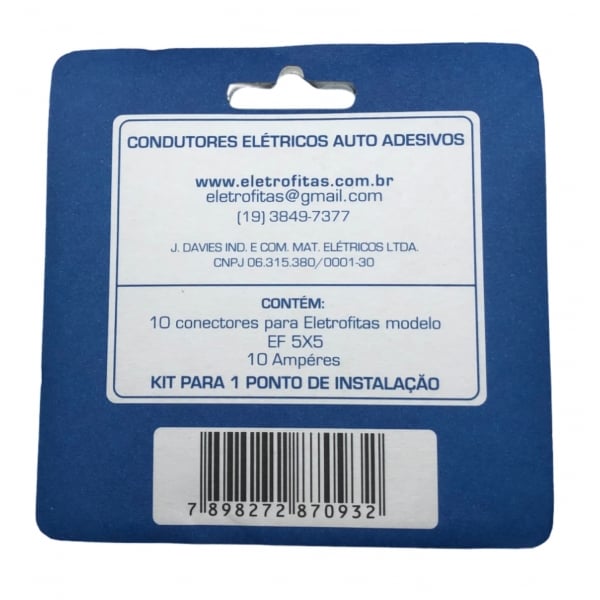 CONDUTORES ELÉTRICOS AUTO ADESIVOS
www.eletrofitas.com.br
eletrofitas@gmail.com
(19) 3849-7377
J. DAVIES IND. E COM. MAT. ELÉTRICOS LTDA.
CNPJ 06.315.380/0001-30
CONTÉM:
10 conectores para Eletrofitas modelo
EF 5X5
10 Ampéres
KIT PARA 1 PONTO DE INSTALAÇÃO
7 898272 870932